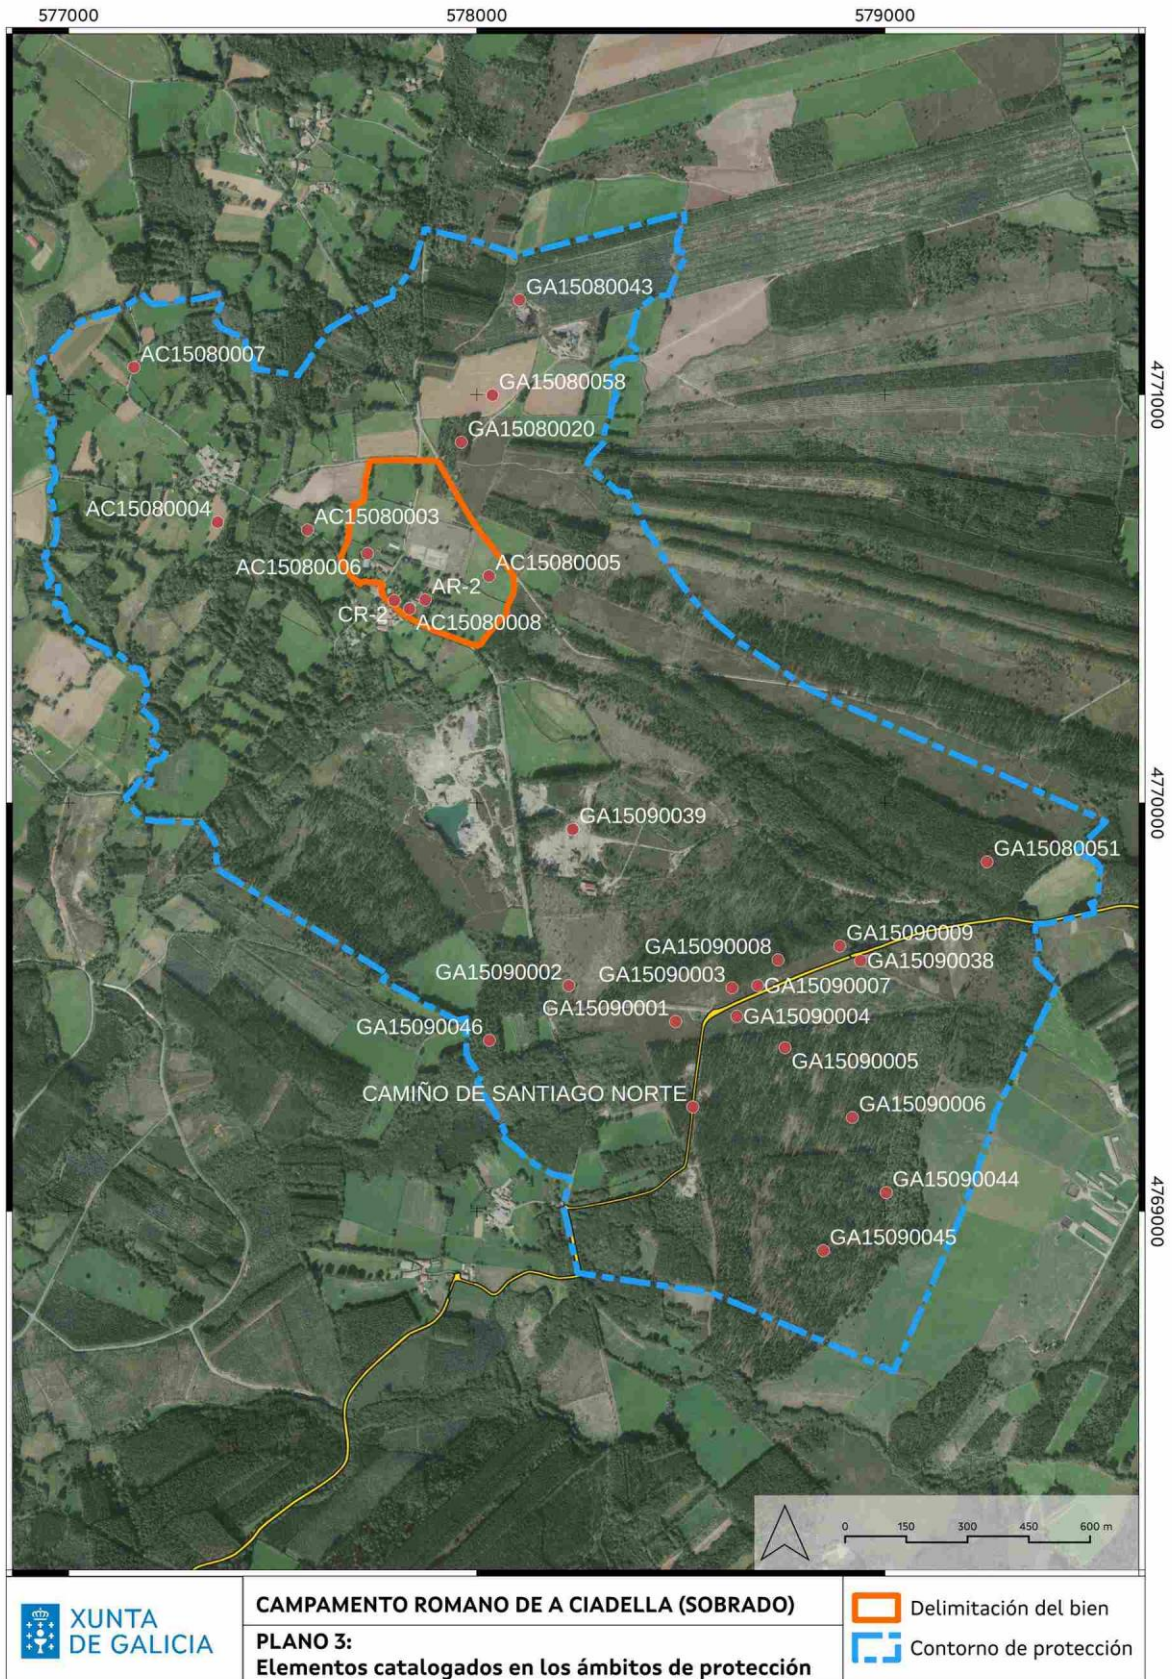 577000
578000
579000
GA15080043
AC15080007
GA15080058
4771000
GA15080020
AC15080004
AC15080003
AC15080006
AC15080005
AR-2
CR-2
AC15080008
4770000
GA15090039
GA15080051
GA15090009
GA15090008
GA15090038
GA15090002
GA15090003
GA15090007
GA15090001
GA15090004
GA15090046
GA15090005
CAMIÑO DE SANTIAGO NORTE
GA15090006
GA15090044
4769000
GA15090045
0 150 300 450 600 m
XUNTA
DE GALICIA
CAMPAMENTO ROMANO DE A CIADELLA (SOBRADO)
PLANO 3:
Elementos catalogados en los ámbitos de protección
Delimitación del bien
Contorno de protección